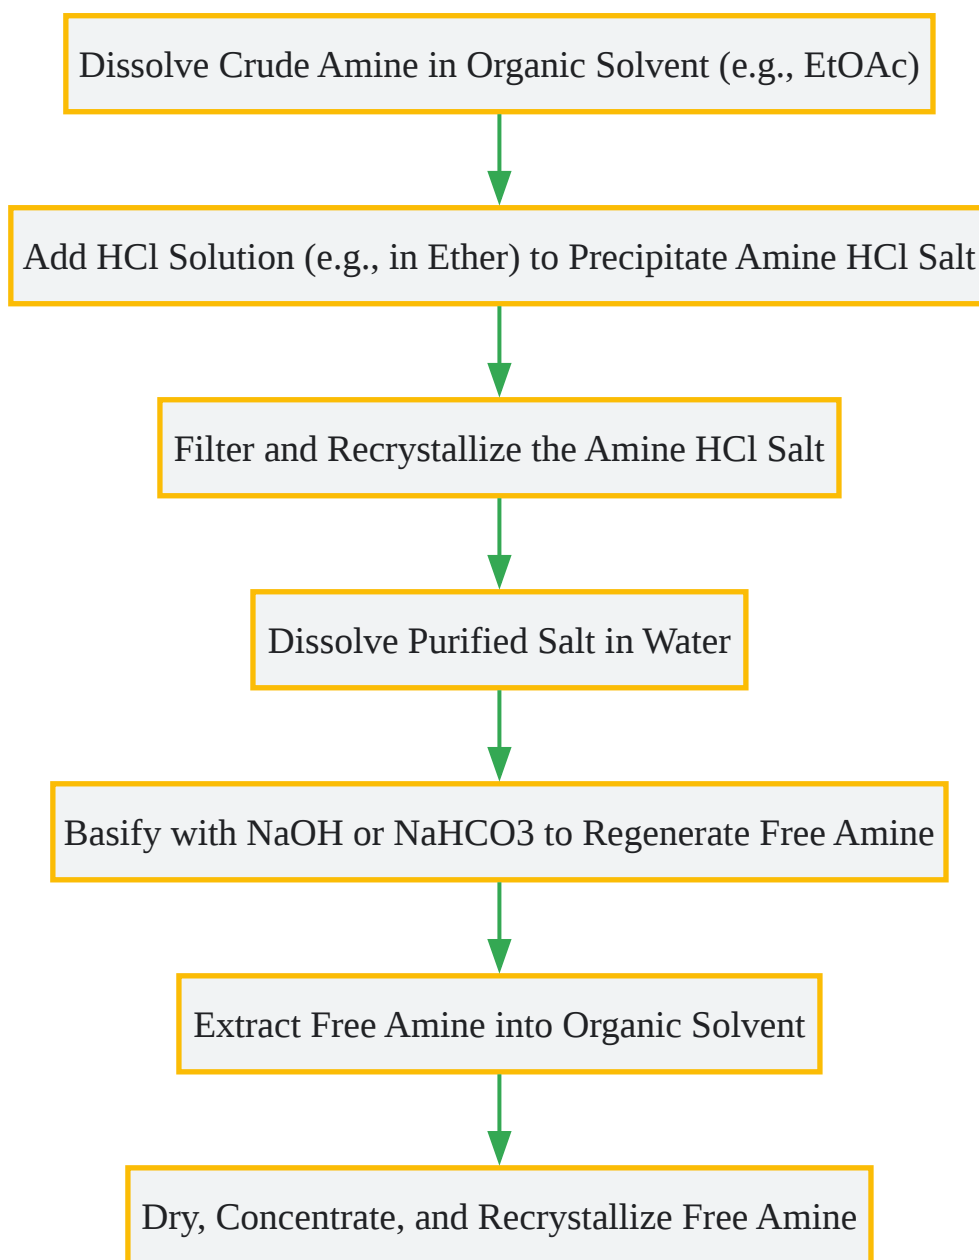 Dissolve Crude Amine in Organic Solvent (e.g., EtOAc)
Add HCl Solution (e.g., in Ether) to Precipitate Amine HCl Salt
Filter and Recrystallize the Amine HCl Salt
Dissolve Purified Salt in Water
Basify with NaOH or NaHCO3 to Regenerate Free Amine
Extract Free Amine into Organic Solvent
Dry, Concentrate, and Recrystallize Free Amine